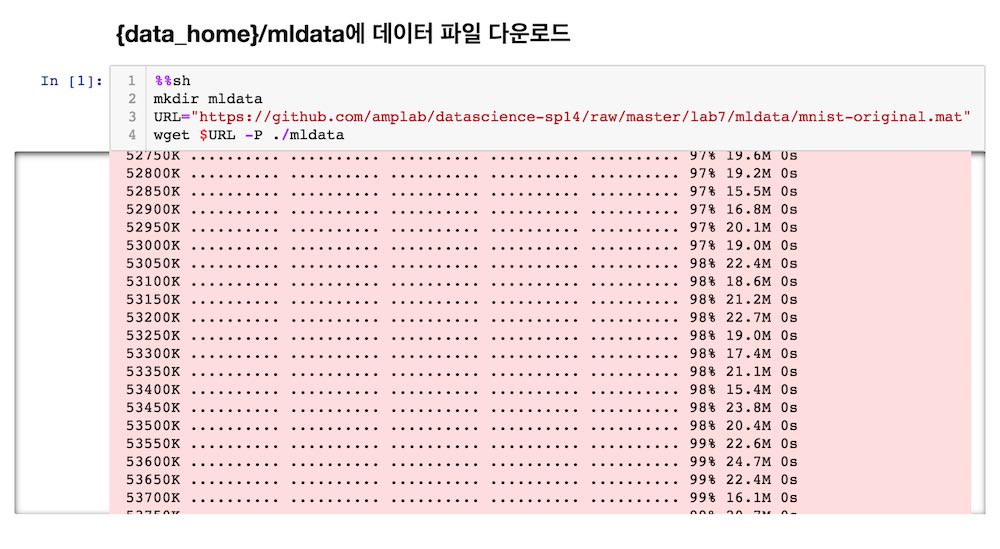 {data_home}/mldata에 데이터 파일 다운로드
In [1]:
1 %%sh
2 mkdir mldata
3 URL="https://github.com/amplab/datascience-sp14/raw/master/lab7/mldata/mnist-original.mat"
4 wget $URL -P ./mldata
52750K .......... .......... .......... .......... .......... 97% 19.6M 0s
52800K .......... .......... .......... .......... .......... 97% 19.2M 0s
52850K .......... .......... .......... .......... .......... 97% 15.5M 0s
52900K .......... .......... .......... .......... .......... 97% 16.8M 0s
52950K .......... .......... .......... .......... .......... 97% 20.1M 0s
53000K .......... .......... .......... .......... .......... 97% 19.0M 0s
53050K .......... .......... .......... .......... .......... 98% 22.4M 0s
53100K .......... .......... .......... .......... .......... 98% 18.6M 0s
53150K .......... .......... .......... .......... .......... 98% 21.2M 0s
53200K .......... .......... .......... .......... .......... 98% 22.7M 0s
53250K .......... .......... .......... .......... .......... 98% 19.0M 0s
53300K .......... .......... .......... .......... .......... 98% 17.4M 0s
53350K .......... .......... .......... .......... .......... 98% 21.1M 0s
53400K .......... .......... .......... .......... .......... 98% 15.4M 0s
53450K .......... .......... .......... .......... .......... 98% 23.8M 0s
53500K .......... .......... .......... .......... .......... 98% 20.4M 0s
53550K .......... .......... .......... .......... .......... 99% 22.6M 0s
53600K .......... .......... .......... .......... .......... 99% 24.7M 0s
53650K .......... .......... .......... .......... .......... 99% 22.4M 0s
53700K .......... .......... .......... .......... .......... 99% 16.1M 0s